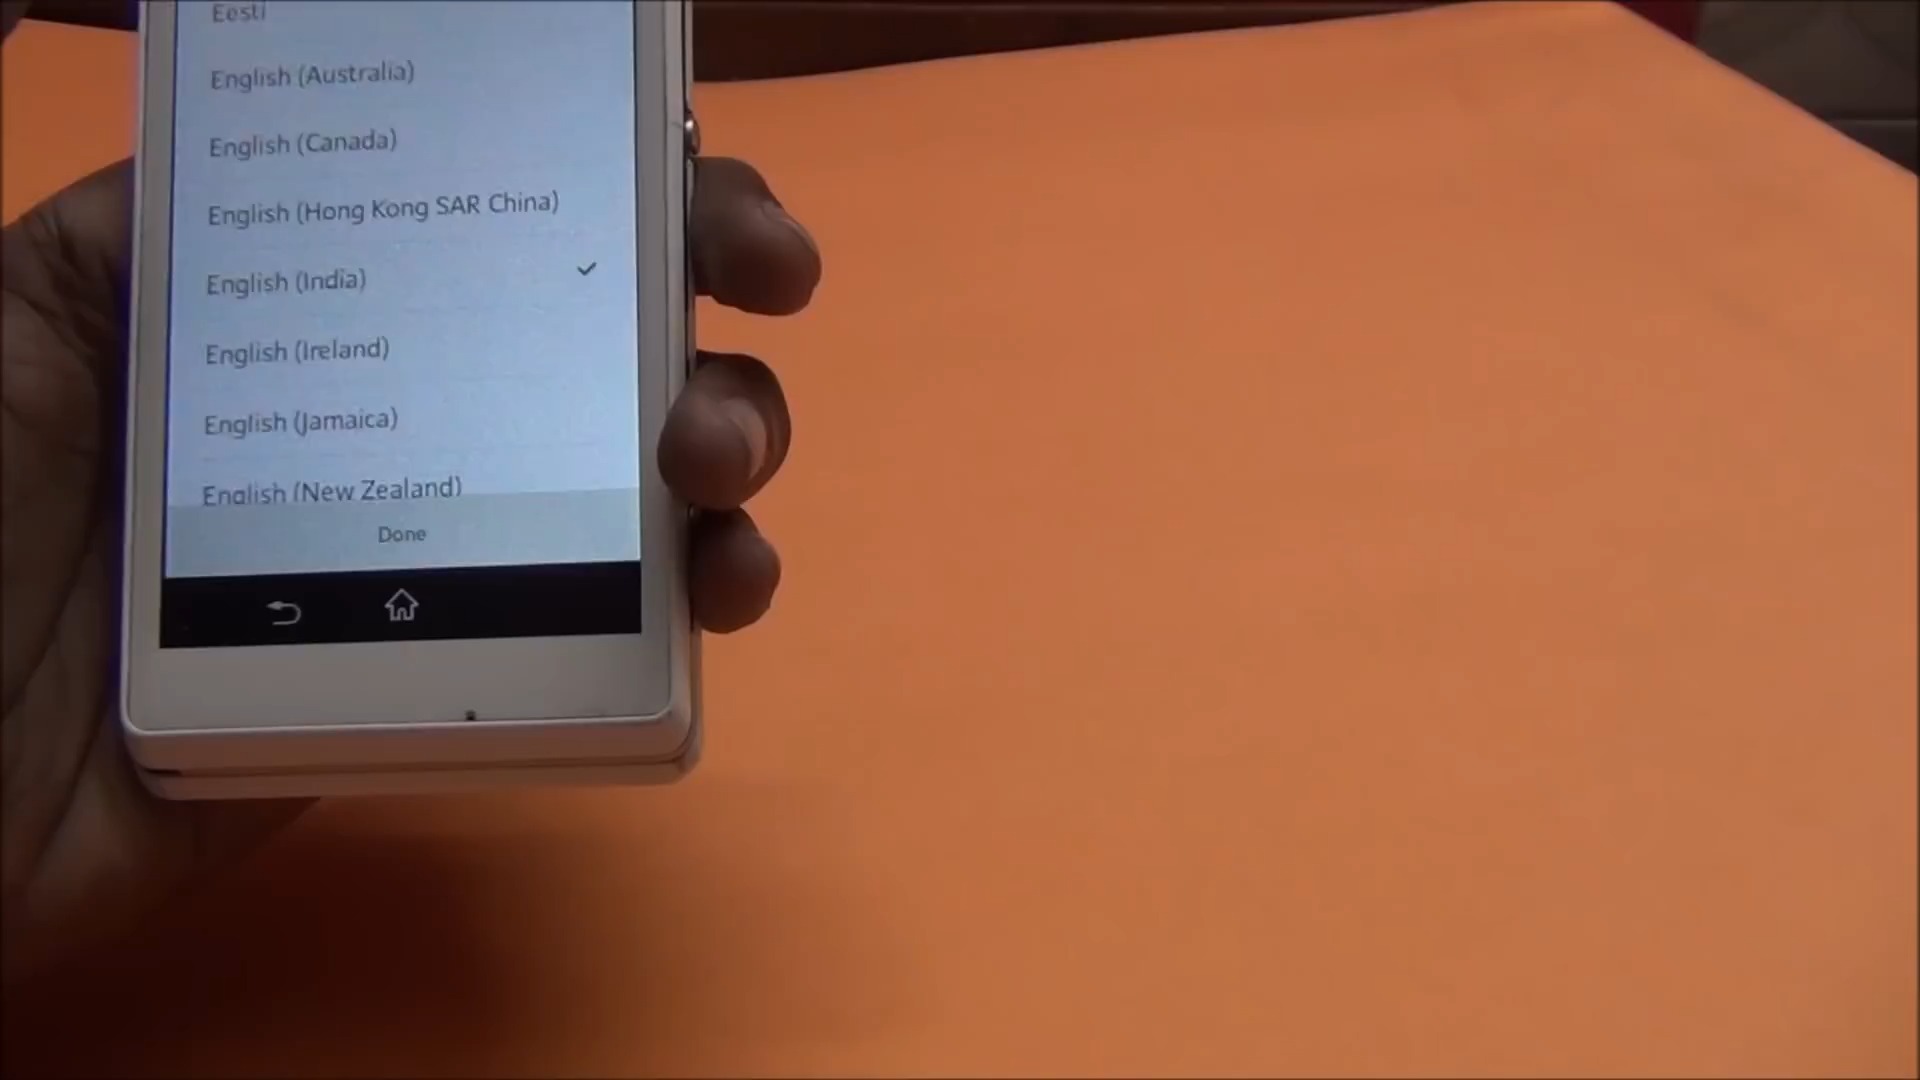 Eesti
English (Australia)
English (Canada)
English (Hong Kong SAR China)
English (India)
English (Ireland)
English (Jamaica)
English (New Zealand)
Done